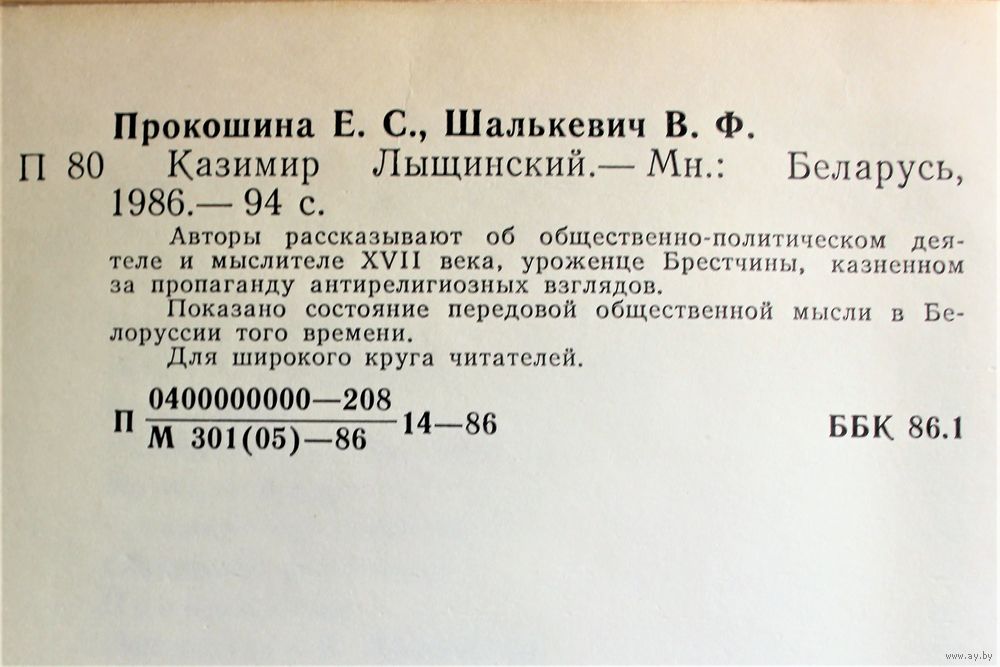 Прокошина Е. С., Шалькевич В. Ф.
П 80 Казимир Лыщинский.— Мн.: Беларусь,
1986.— 94 с.
Авторы рассказывают об общественно-политическом дея-
теле и мыслителе XVII века, уроженце Брестчины, казненном
за пропаганду антирелигиозных взглядов.
Показано состояние передовой общественной мысли в Бе-
лоруссии того времени.
Для широкого круга читателей.
0400000000—208
П 14—86 ББК 86.1
М 301(05)—86
www.ay.by